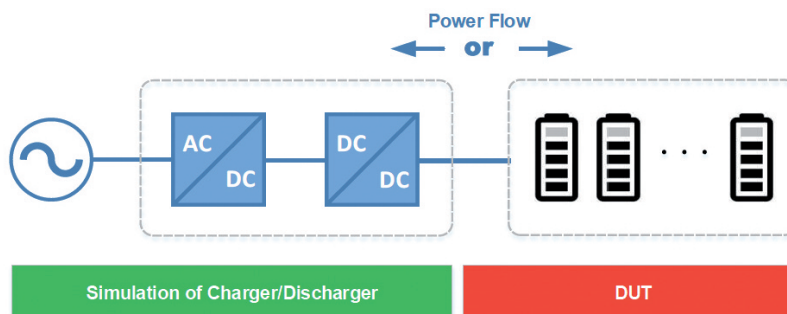 Power Flow
or
AC
DC
DC
DC
. . .
Simulation of Charger/Discharger
DUT